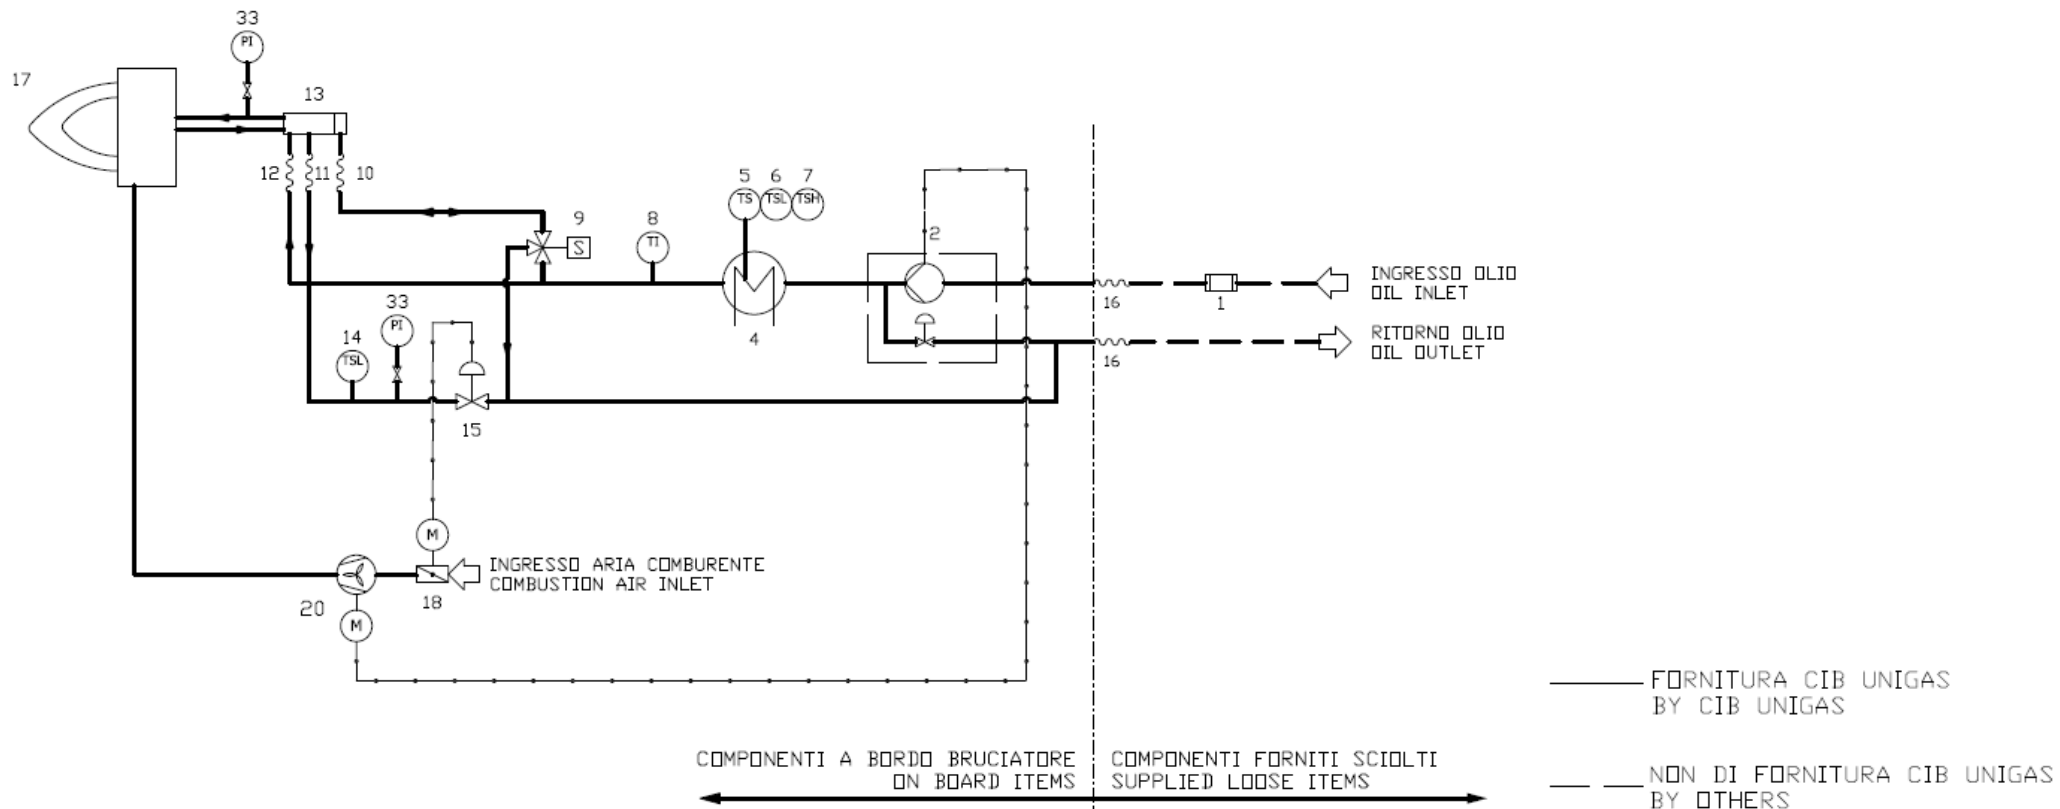 33
PI
17
13
12
11
10
5
6
7
TS
TSL
TSH
9
S
8
TI
2
4
16
1
INGRESSO OLIO
OIL INLET
16
RITORNO OLIO
OIL OUTLET
33
PI
14
TSL
15
M
INGRESSO ARIA COMBURENTE
COMBUSTION AIR INLET
18
20
M
FORNITURA CIB UNIGAS
BY CIB UNIGAS
COMPONENTI A BORDO BRUCIATORE
ON BOARD ITEMS
COMPONENTI FORNITI SCIOLTI
SUPPLIED LOOSE ITEMS
NON DI FORNITURA CIB UNIGAS
BY OTHERS